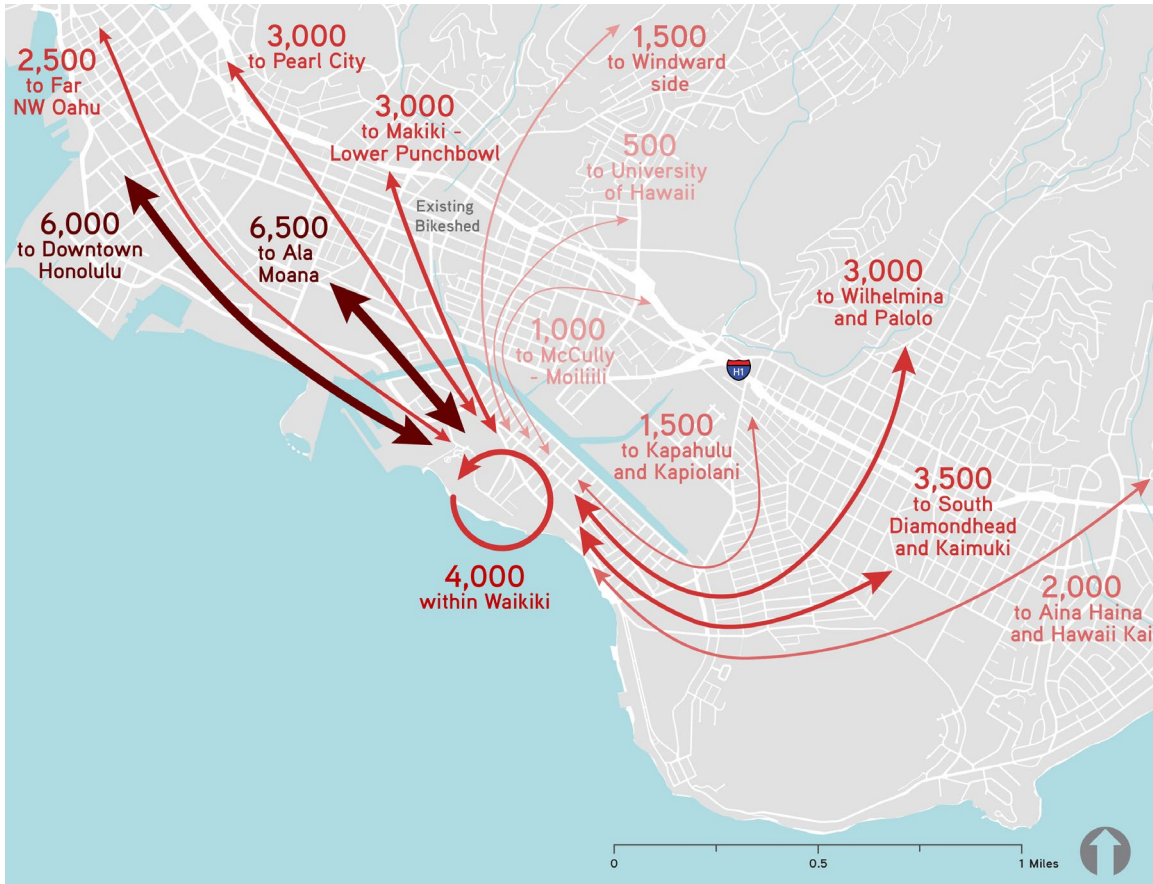 2,500
to Far
NW Oahu
3,000
to Pearl City
3,000
to Makiki -
Lower Punchbowl
1,500
to Windward
side
500
to University
of Hawaii
Existing
Bikeshed
6,000
to Downtown
Honolulu
6,500
to Ala
Moana
1,000
to McCully
- Moiliili
3,000
to Wilhelmina
and Palolo
H1
1,500
to Kapahulu
and Kapiolani
3,500
to South
Diamondhead
and Kaimuki
4,000
within Waikiki
2,000
to Aina Haina
and Hawaii Kai
0
0.5
1 Miles